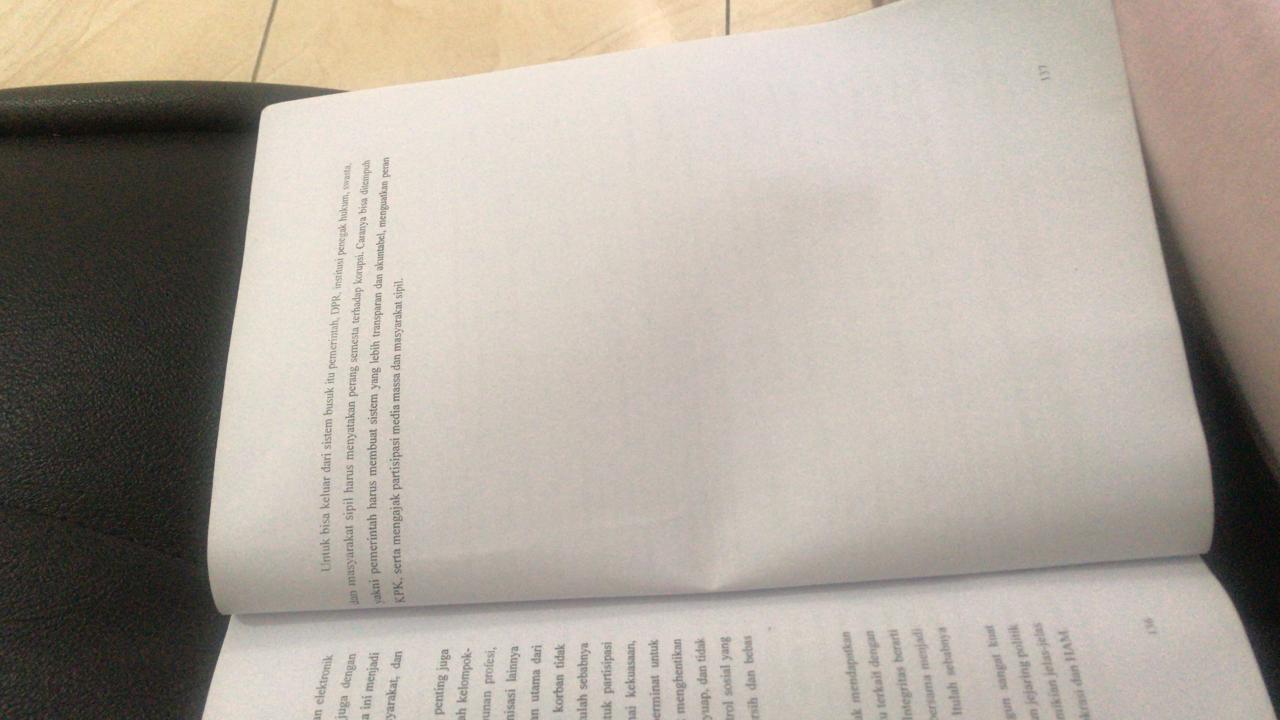 an elektronik
juga dengan
a ini menjadi
yarakat, dan
penting juga
ah kelompok-
unan profesi,
nisasi lainnya
an utama dari
korban tidak
tulah sebabnya
tuk partisipasi
nai kekuasaan,
erminat untuk
menghentikan
yuap, dan tidak
trol sosial yang
rsih dan bebas
uk mendapatkan
u terkait dengan
Integritas berarti
bersama menjadi
Itulah sebabnya
gun sangat kuat
an jejaring politik
mikian jelas-jelas
okrasi dan HAM.
136
Untuk bisa keluar dari sistem busuk itu pemerintah, DPR, institusi penegak hukum, swasta,
dan masyarakat sipil harus menyatakan perang semesta terhadap korupsi. Caranya bisa ditempuh
yakni pemerintah harus membuat sistem yang lebih transparan dan akuntabel, menguatkan peran
KPK, serta mengajak partisipasi media massa dan masyarakat sipil.
137